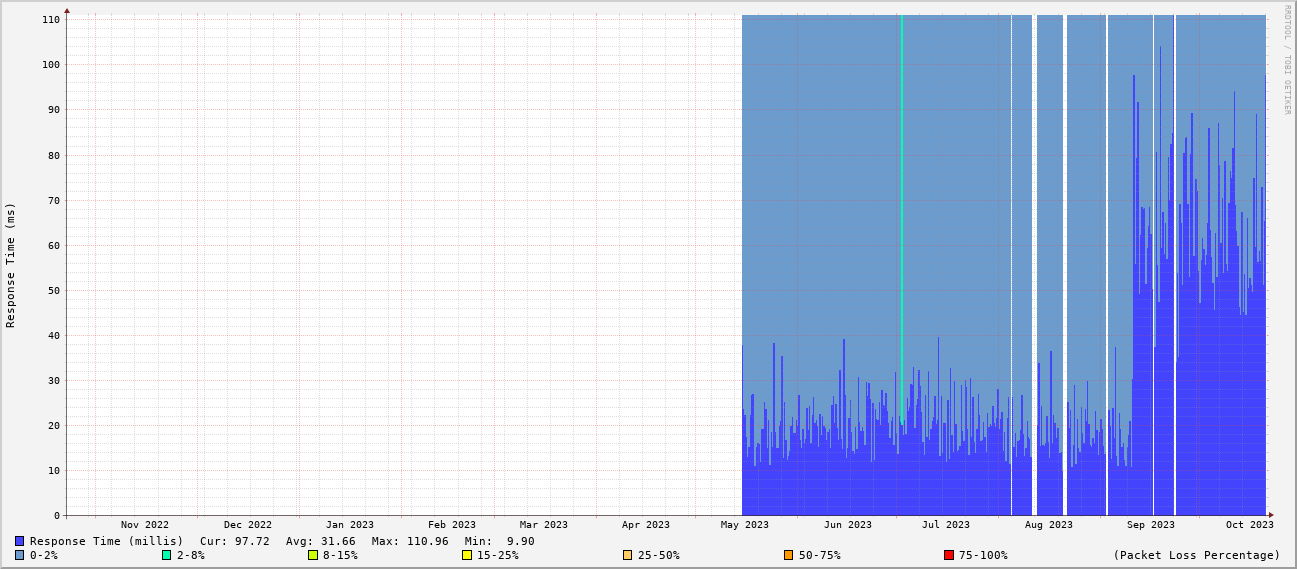 RRDTOOL / TOBI OETIKER
Response Time (ms)
110
100
90
80
70
60
50
40
30
20
10
0
Nov 2022 Dec 2022 Jan 2023 Feb 2023 Mar 2023 Apr 2023 May 2023 Jun 2023 Jul 2023 Aug 2023 Sep 2023 Oct 2023
Response Time (millis) Cur: 97.72 Avg: 31.66 Max: 110.96 Min: 9.90
0-2% 2-8% 8-15% 15-25% 25-50% 50-75% 75-100% (Packet Loss Percentage)